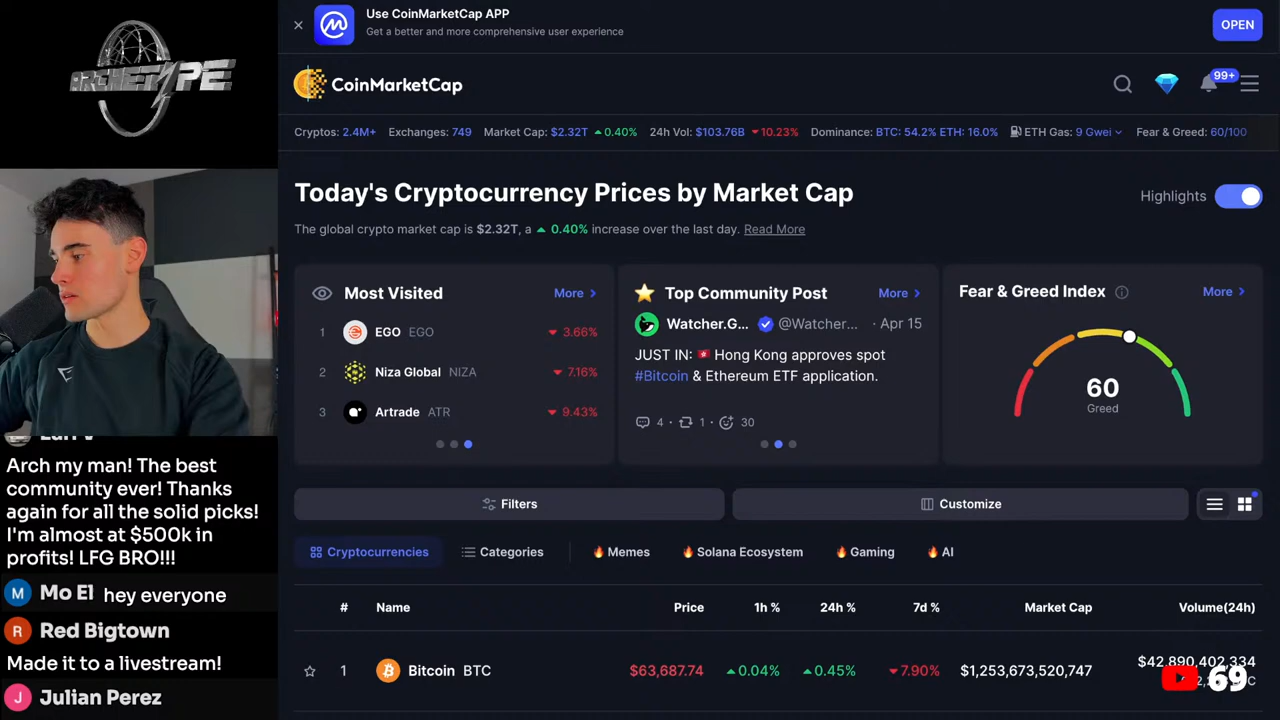 ARCHETYPE
Arch my man! The best
community ever! Thanks
again for all the solid picks!
I'm almost at $500k in
profits! LFG BRO!!!
M Mo El hey everyone
R Red Bigtown
Made it to a livestream!
J Julian Perez
Use CoinMarketCap APP
Get a better and more comprehensive user experience
OPEN
CoinMarketCap
99+
Cryptos: 2.4M+ Exchanges: 749 Market Cap: $2.32T 0.40% 24h Vol: $103.76B 10.23% Dominance: BTC: 54.2% ETH: 16.0% ETH Gas: 9 Gwei Fear & Greed: 60/100
Today's Cryptocurrency Prices by Market Cap
Highlights
The global crypto market cap is $2.32T, a 0.40% increase over the last day. Read More
Most Visited More
1 EGO EGO 3.66%
2 Niza Global NIZA 7.16%
3 Artrade ATR 9.43%
Top Community Post More
Watcher.G... @Watcher... · Apr 15
JUST IN: 🇭🇰 Hong Kong approves spot
#Bitcoin & Ethereum ETF application.
4 · 1 · 30
Fear & Greed Index More
60
Greed
Filters
Customize
Cryptocurrencies Categories 🔥 Memes 🔥 Solana Ecosystem 🔥 Gaming 🔥 AI
# Name Price 1h % 24h % 7d % Market Cap Volume(24h)
1 Bitcoin BTC $63,687.74 0.04% 0.45% 7.90% $1,253,673,520,747 $42,890,402,334
69